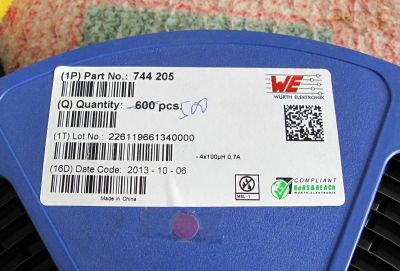 (1P) Part No.: 744 205
WE
WÜRTH ELEKTRONIK
(Q) Quantity: 600 pcs. 500
(1T) Lot No.: 226119661340000
- 4x100µH 0,7A
(16D) Date Code: 2013 - 10 - 06
Made in China
MSL: 1
COMPLIANT
RoHS&REACh
WÜRTH ELEKTRONIK